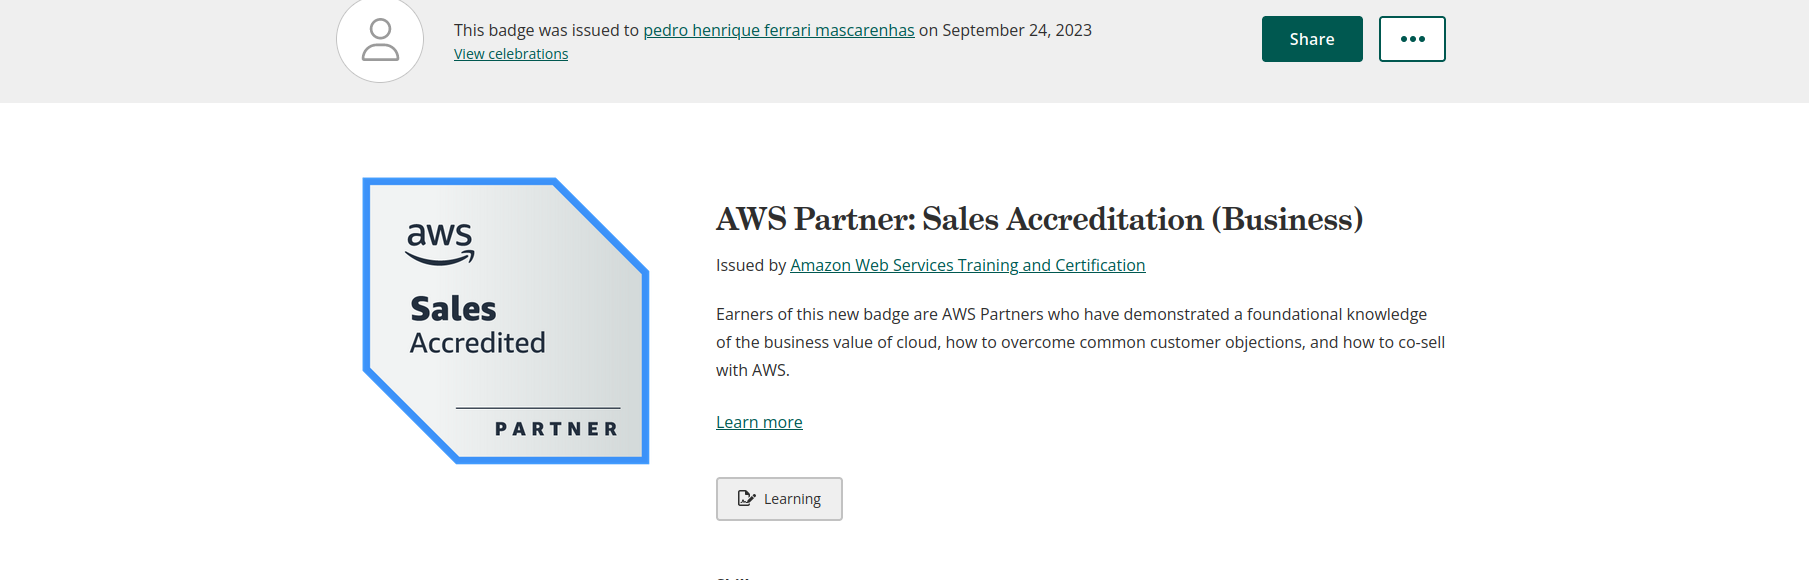 This badge was issued to pedro henrique ferrari mascarenhas on September 24, 2023
View celebrations
Share
aws
Sales
Accredited
PARTNER
AWS Partner: Sales Accreditation (Business)
Issued by Amazon Web Services Training and Certification
Earners of this new badge are AWS Partners who have demonstrated a foundational knowledge
of the business value of cloud, how to overcome common customer objections, and how to co-sell
with AWS.
Learn more
Learning